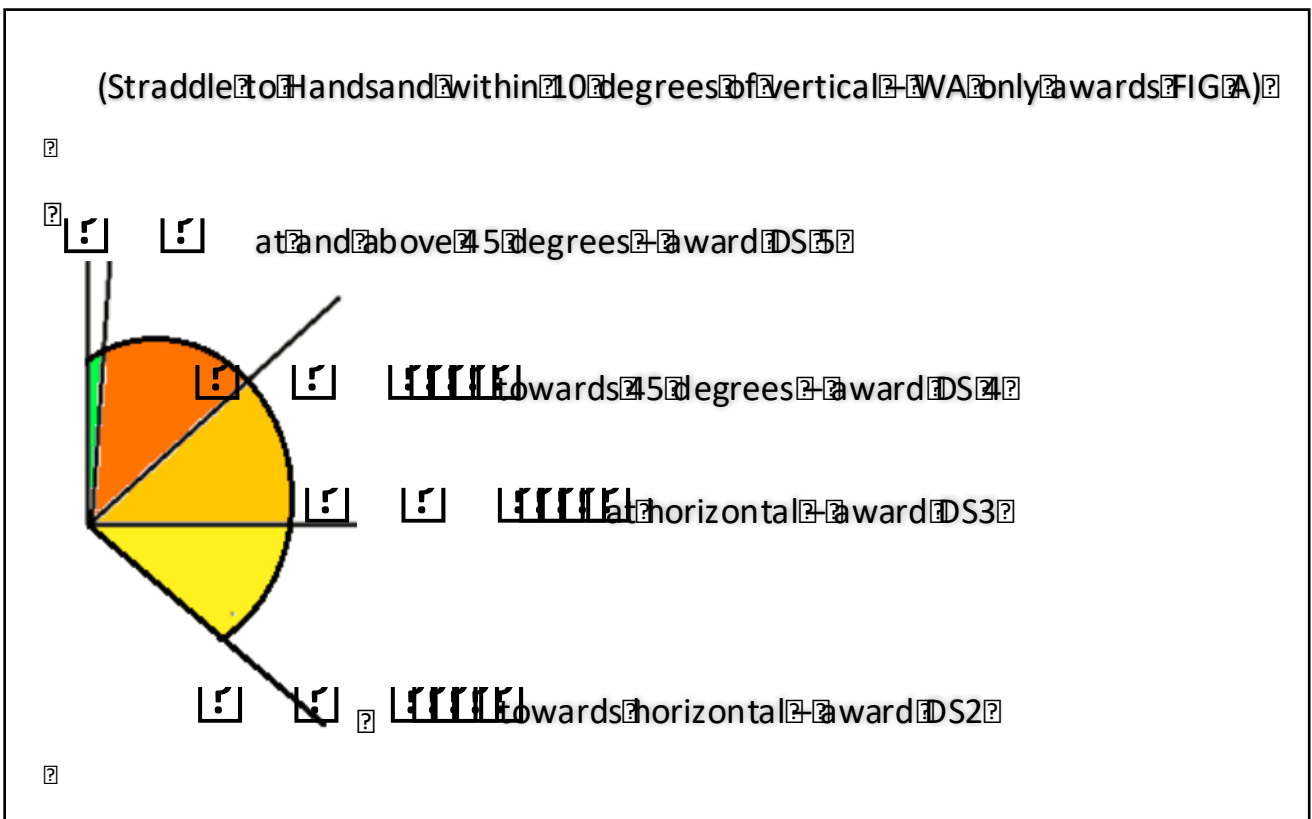 (Straddle to Handsand within 10 degrees of vertical – WA only awards FIG A)
at and above 45 degrees – award DS 5
towards 45 degrees – award DS 4
at horizontal – award DS3
towards horizontal – award DS2